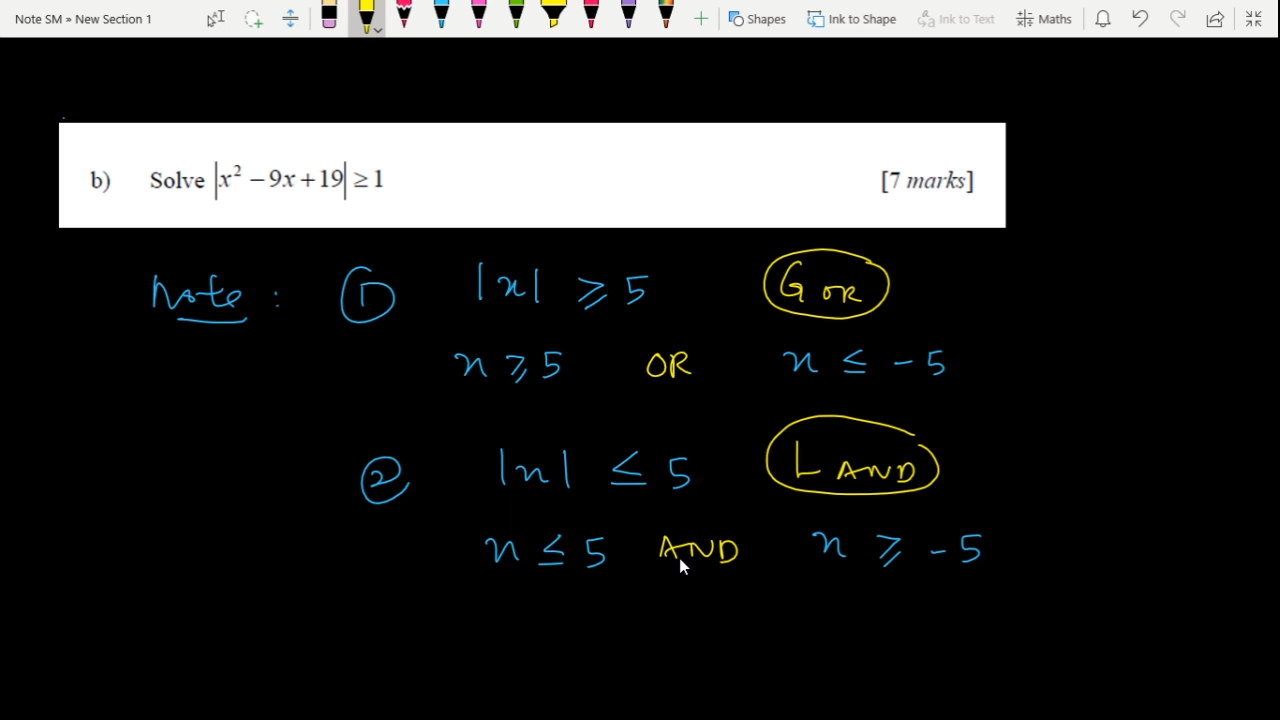 Note SM » New Section 1 Shapes Ink to Shape Ink to Text Maths
b) Solve |x² − 9x + 19| ≥ 1 [7 marks]
Note : ① |x| ⩾ 5 G OR
x ⩾ 5 OR x ≤ - 5
② |x| ≤ 5 L AND
x ≤ 5 AND x ⩾ - 5